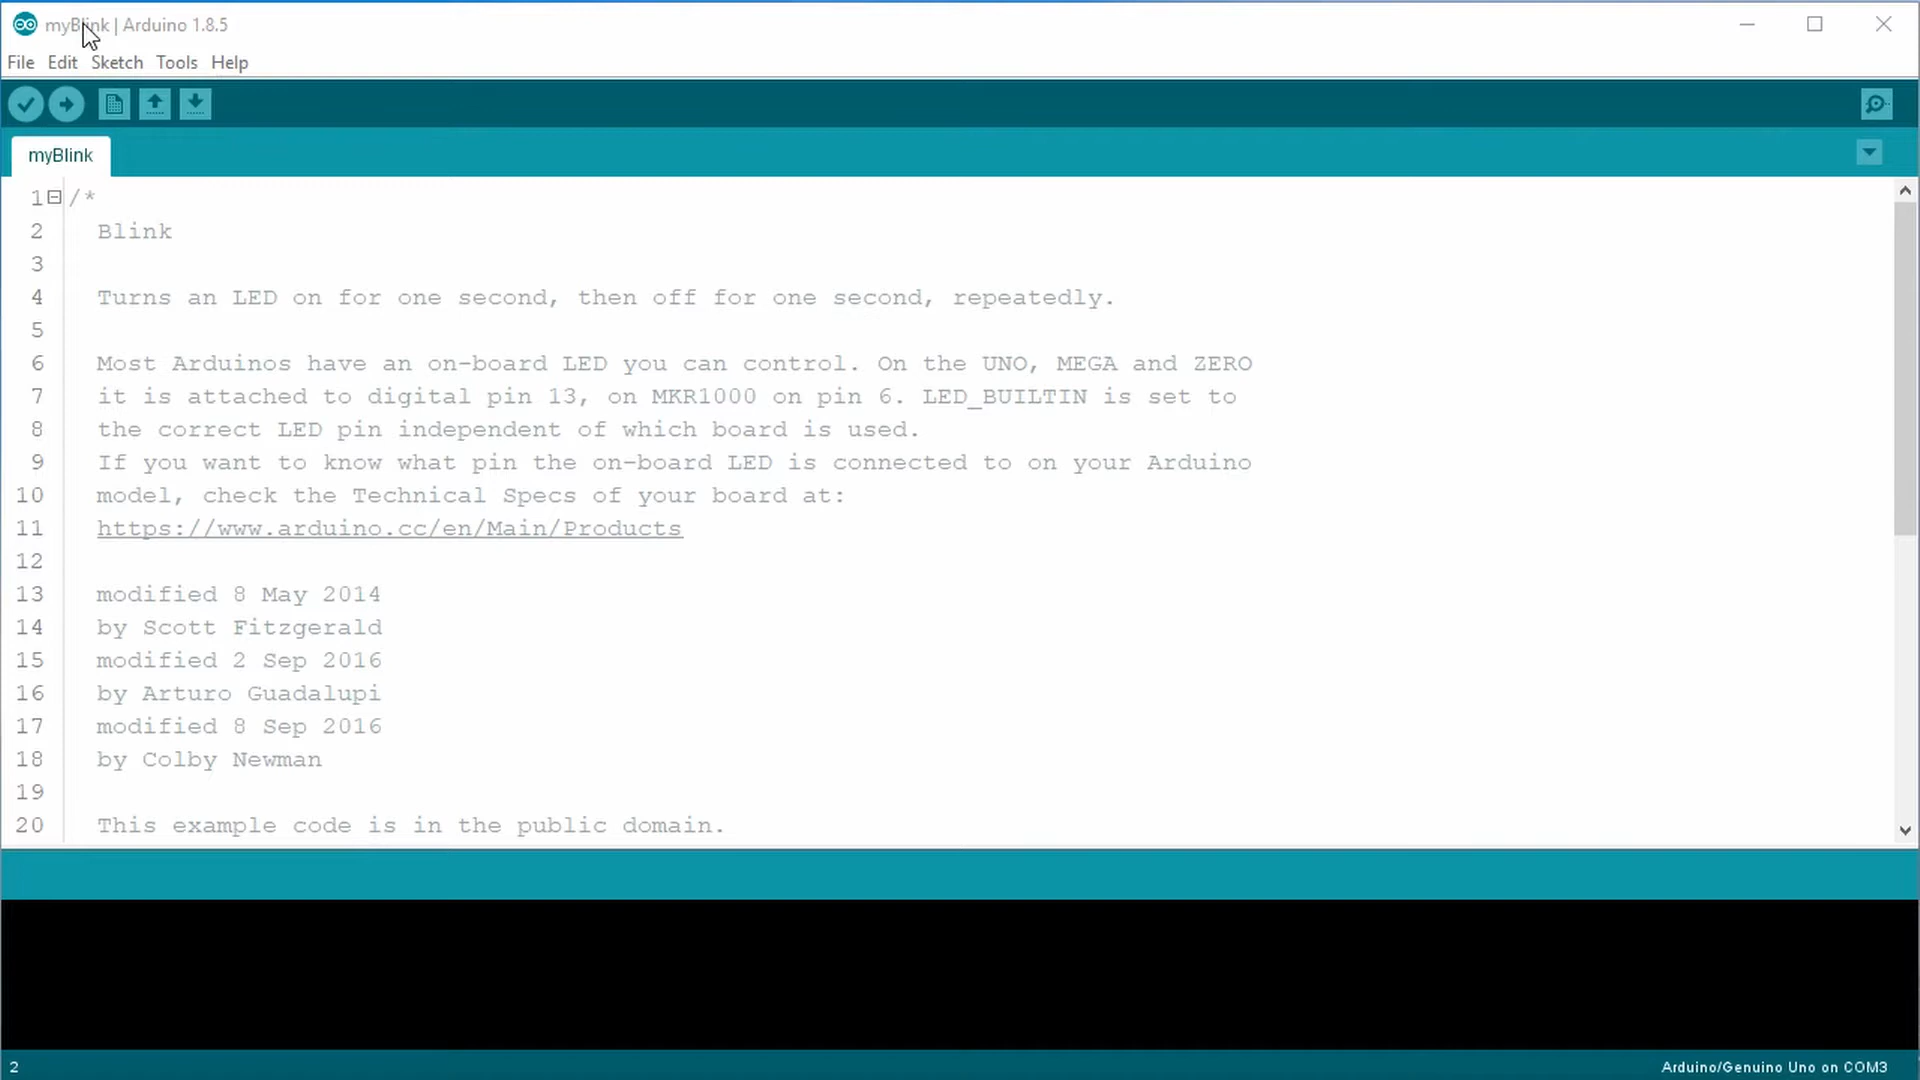 myBlink | Arduino 1.8.5
File Edit Sketch Tools Help
myBlink
1 /*
2 Blink
3
4 Turns an LED on for one second, then off for one second, repeatedly.
5
6 Most Arduinos have an on-board LED you can control. On the UNO, MEGA and ZERO
7 it is attached to digital pin 13, on MKR1000 on pin 6. LED_BUILTIN is set to
8 the correct LED pin independent of which board is used.
9 If you want to know what pin the on-board LED is connected to on your Arduino
10 model, check the Technical Specs of your board at:
11 https://www.arduino.cc/en/Main/Products
12
13 modified 8 May 2014
14 by Scott Fitzgerald
15 modified 2 Sep 2016
16 by Arturo Guadalupi
17 modified 8 Sep 2016
18 by Colby Newman
19
20 This example code is in the public domain.
2 Arduino/Genuino Uno on COM3